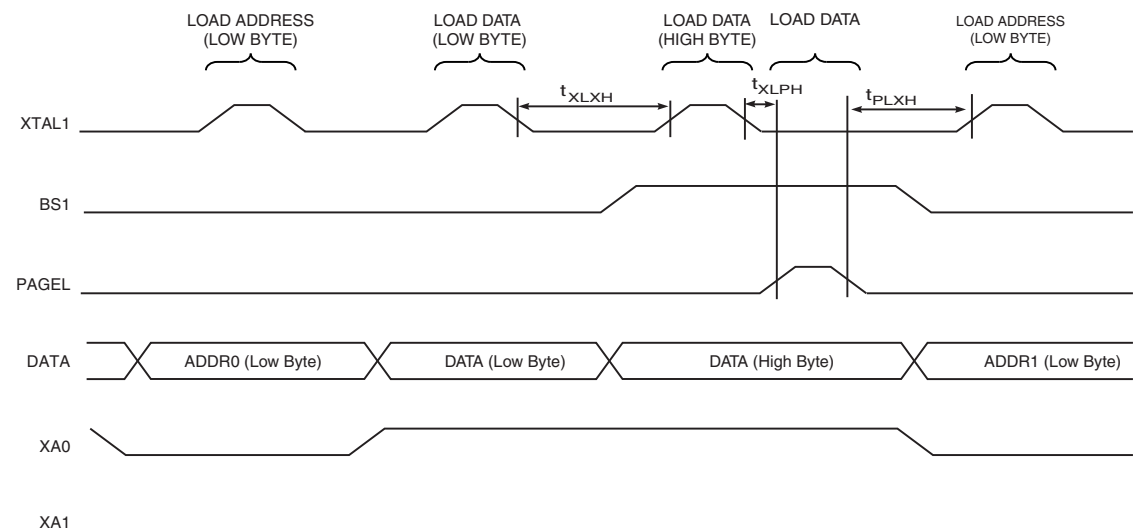 LOAD ADDRESS
(LOW BYTE)
LOAD DATA
(LOW BYTE)
LOAD DATA
(HIGH BYTE)
LOAD DATA
LOAD ADDRESS
(LOW BYTE)
tXLXH
tXLPH
tPLXH
XTAL1
BS1
PAGEL
DATA
ADDR0 (Low Byte)
DATA (Low Byte)
DATA (High Byte)
ADDR1 (Low Byte)
XA0
XA1